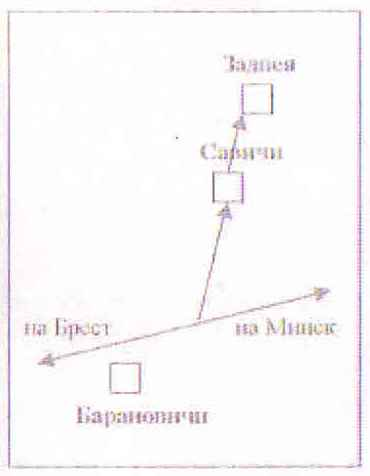 Задвея
Савичи
на Брест
на Минск
Барановичи